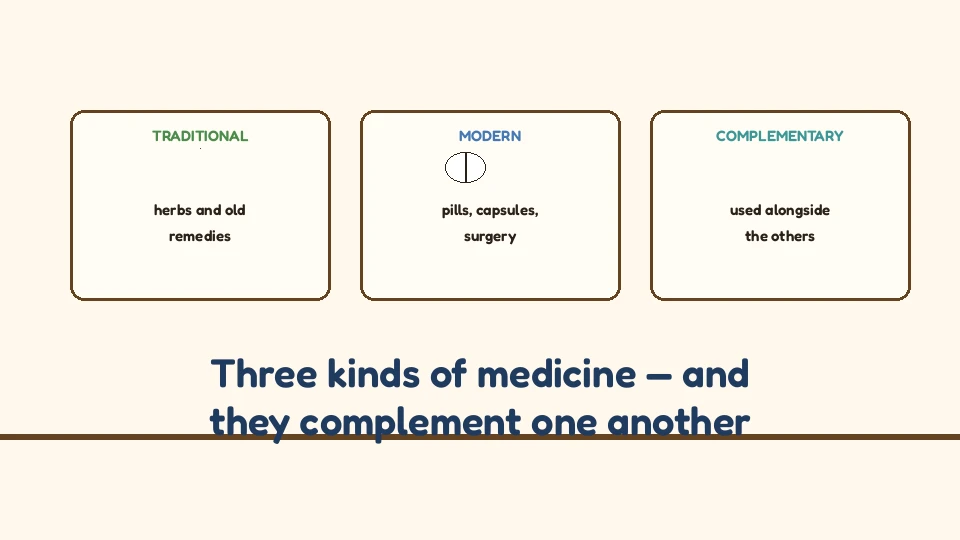 TRADITIONAL
herbs and old
remedies
MODERN
pills, capsules,
surgery
COMPLEMENTARY
used alongside
the others
Three kinds of medicine — and
they complement one another